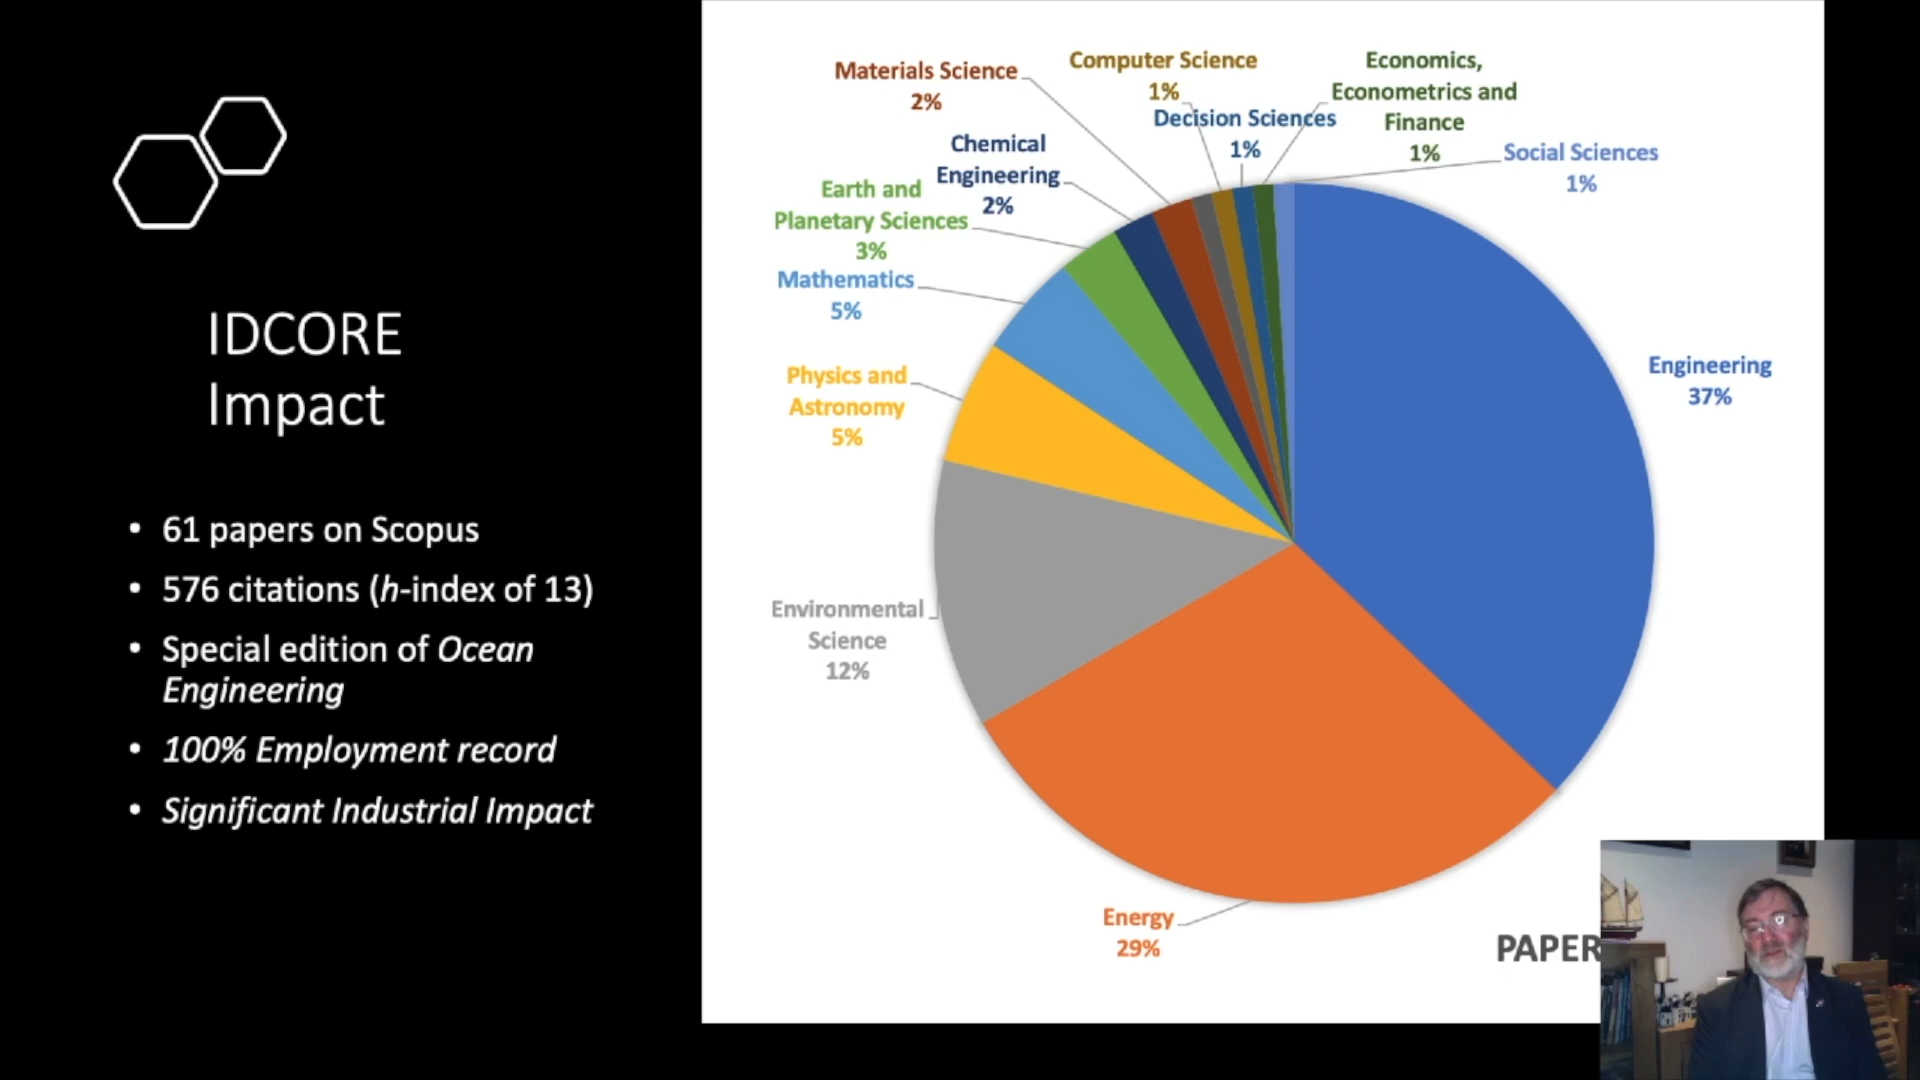 IDCORE
Impact
• 61 papers on Scopus
• 576 citations (h-index of 13)
• Special edition of Ocean
Engineering
• 100% Employment record
• Significant Industrial Impact
Materials Science
2%
Computer Science
1%
Economics,
Econometrics and
Finance
1%
Decision Sciences
1%
Social Sciences
1%
Chemical
Engineering
2%
Earth and
Planetary Sciences
3%
Mathematics
5%
Physics and
Astronomy
5%
Engineering
37%
Environmental
Science
12%
Energy
29%
PAPER